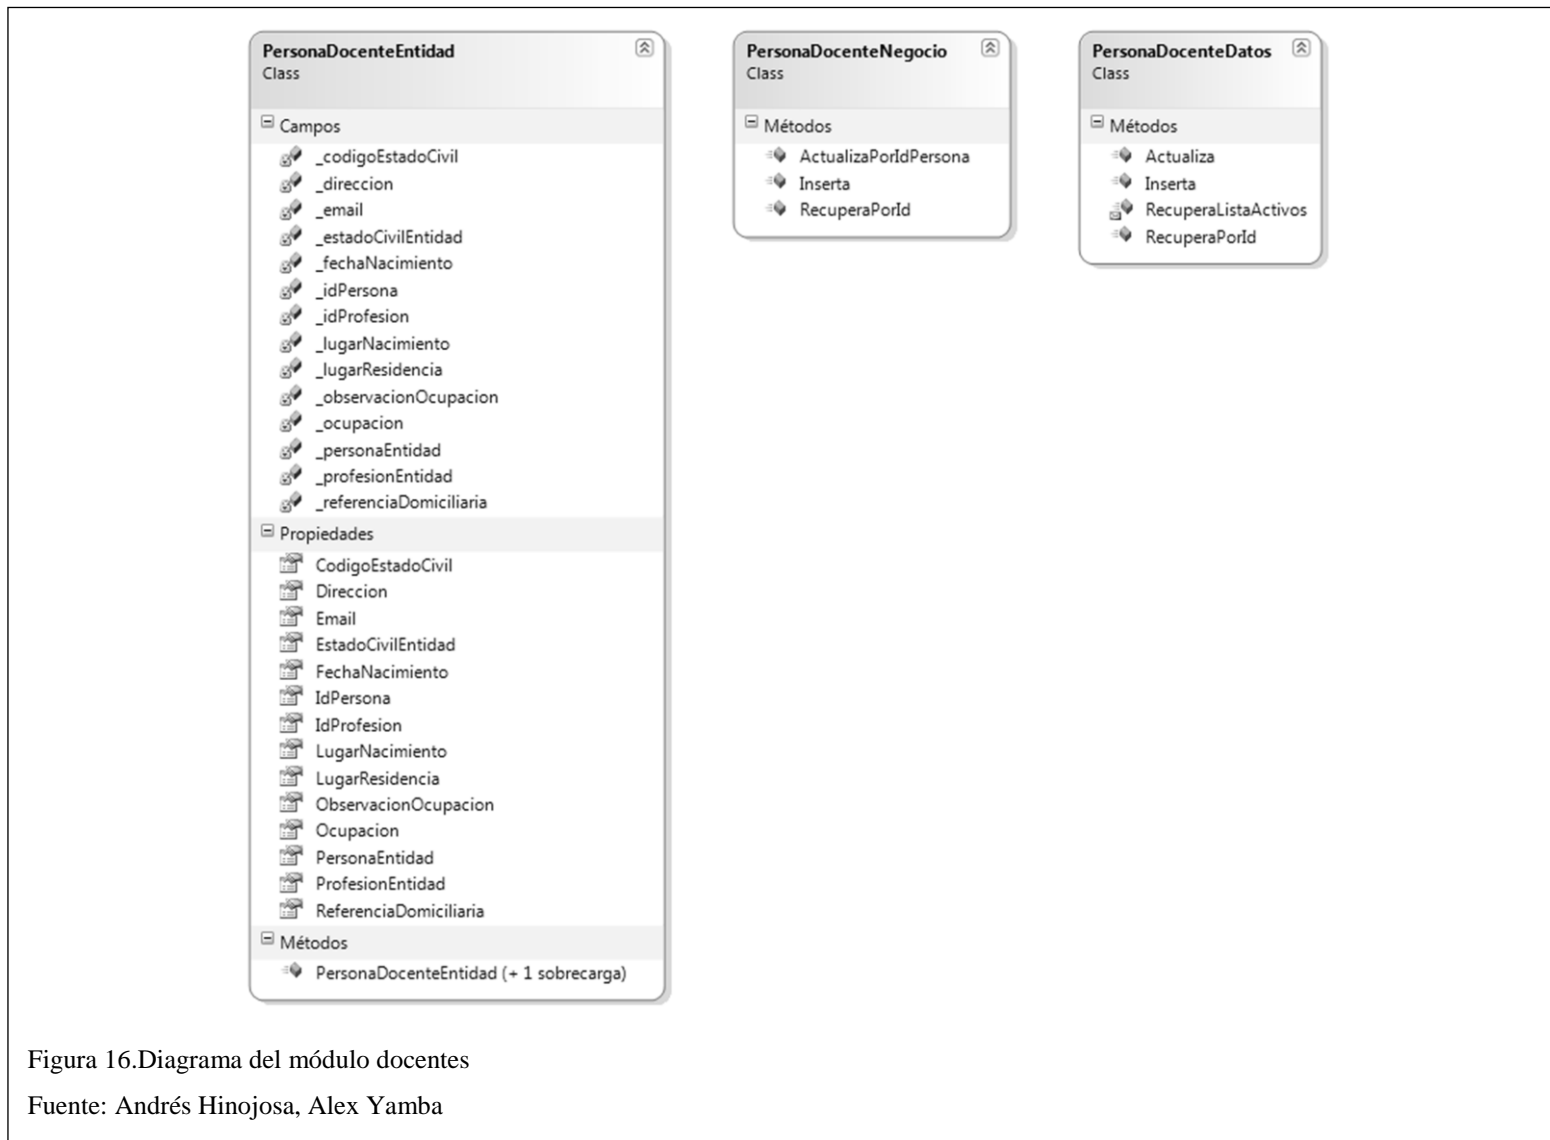 PersonaDocenteEntidad
Class
Campos
_codigoEstadoCivil
_direccion
_email
_estadoCivilEntidad
_fechaNacimiento
_idPersona
_idProfesion
_lugarNacimiento
_lugarResidencia
_observacionOcupacion
_ocupacion
_personaEntidad
_profesionEntidad
_referenciaDomiciliaria
Propiedades
CodigoEstadoCivil
Direccion
Email
EstadoCivilEntidad
FechaNacimiento
IdPersona
IdProfesion
LugarNacimiento
LugarResidencia
ObservacionOcupacion
Ocupacion
PersonaEntidad
ProfesionEntidad
ReferenciaDomiciliaria
Métodos
PersonaDocenteEntidad (+ 1 sobrecarga)
PersonaDocenteNegocio
Class
Métodos
ActualizaPorIdPersona
Inserta
RecuperaPorId
PersonaDocenteDatos
Class
Métodos
Actualiza
Inserta
RecuperaListaActivos
RecuperaPorId
Figura 16.Diagrama del módulo docentes
Fuente: Andrés Hinojosa, Alex Yamba